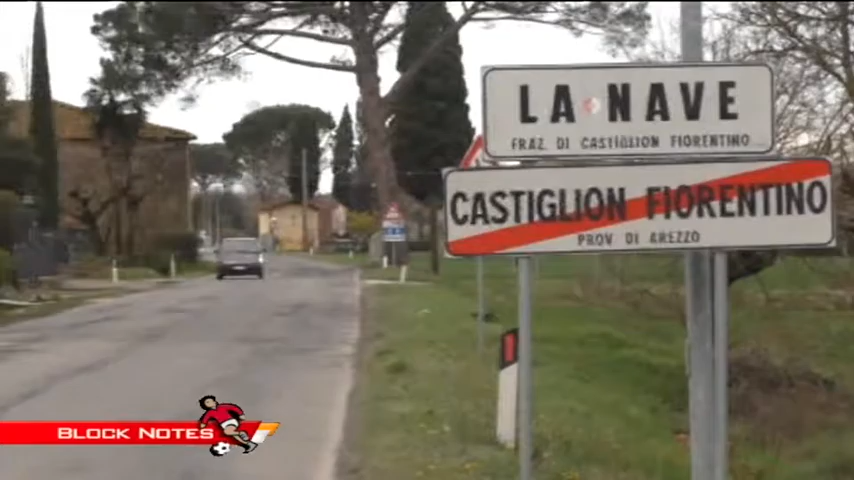 LA NAVE
FRAZ. DI CASTIGLION FIORENTINO
CASTIGLION FIORENTINO
PROV. DI AREZZO
BLOCK NOTES